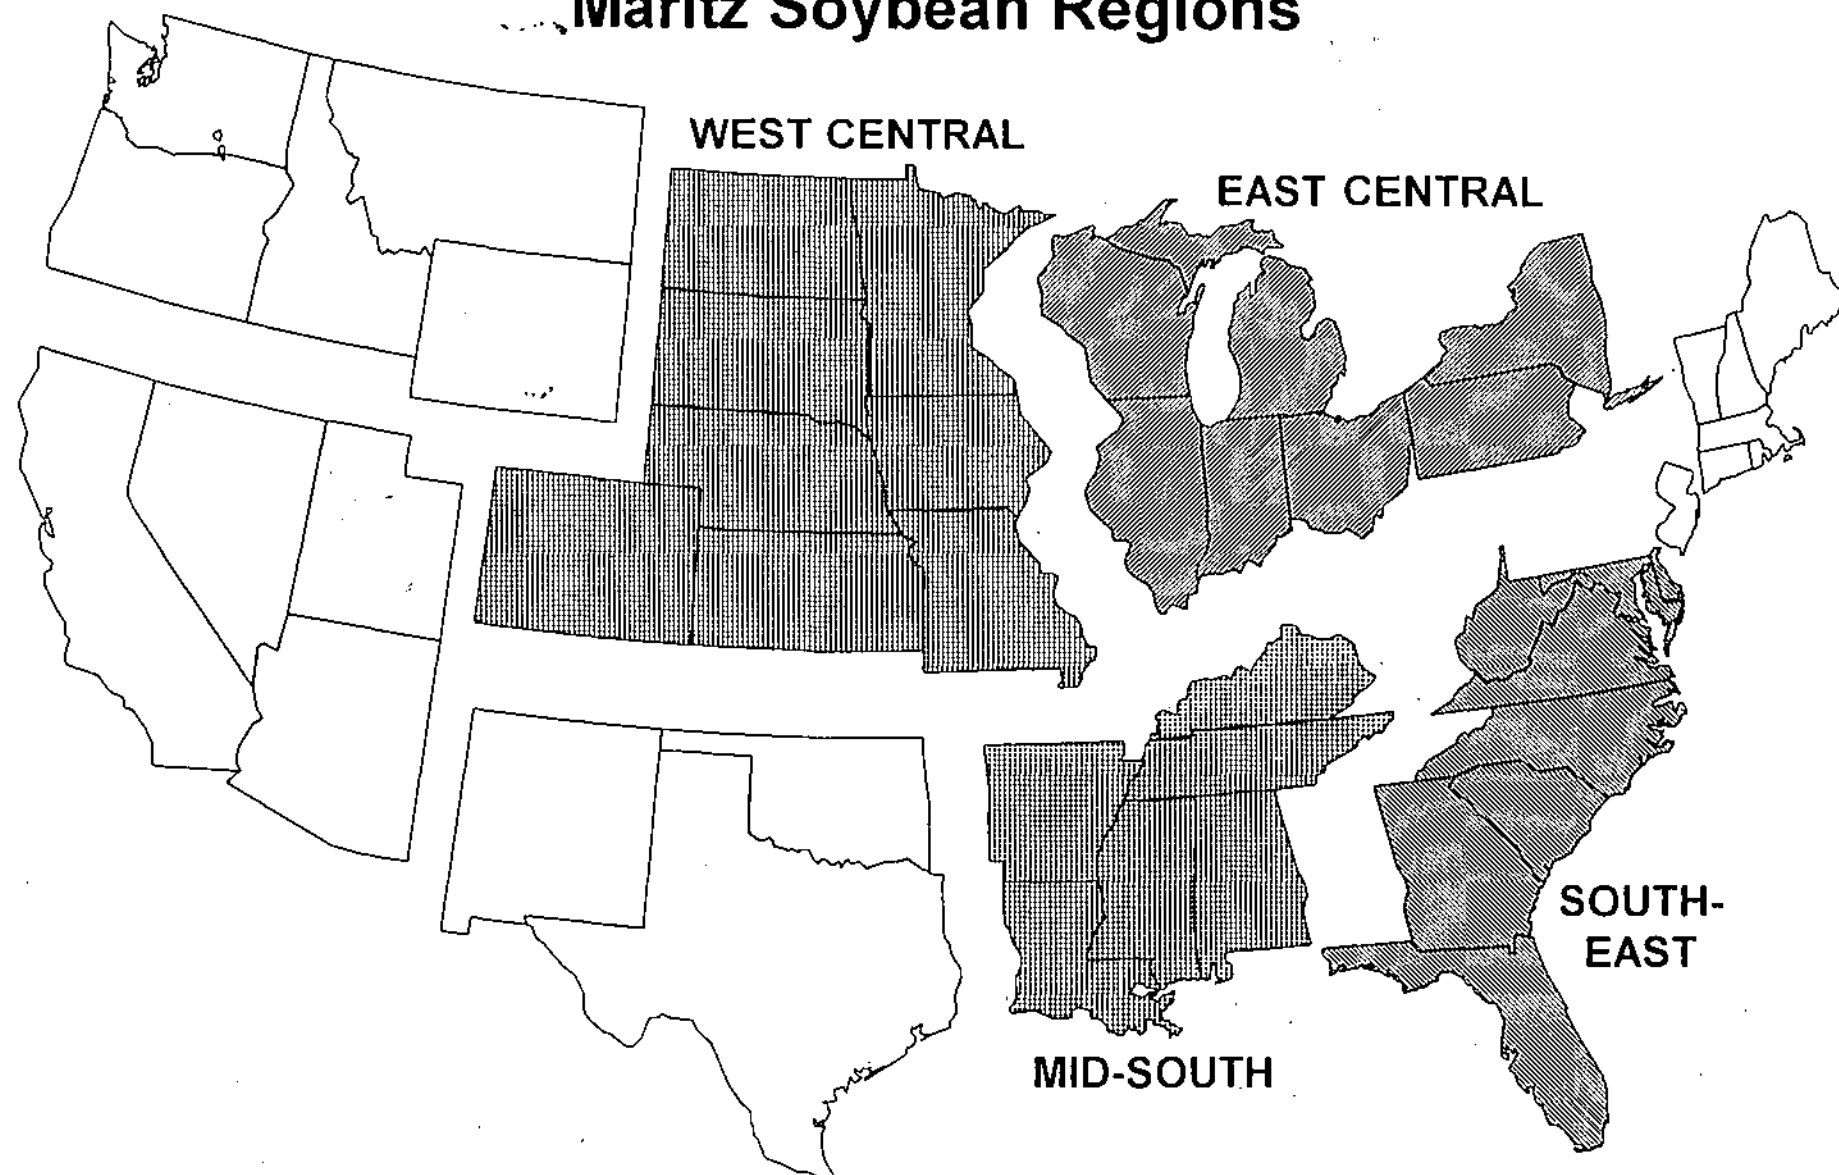 Maritz Soybean Regions
WEST CENTRAL
EAST CENTRAL
SOUTH-
EAST
MID-SOUTH